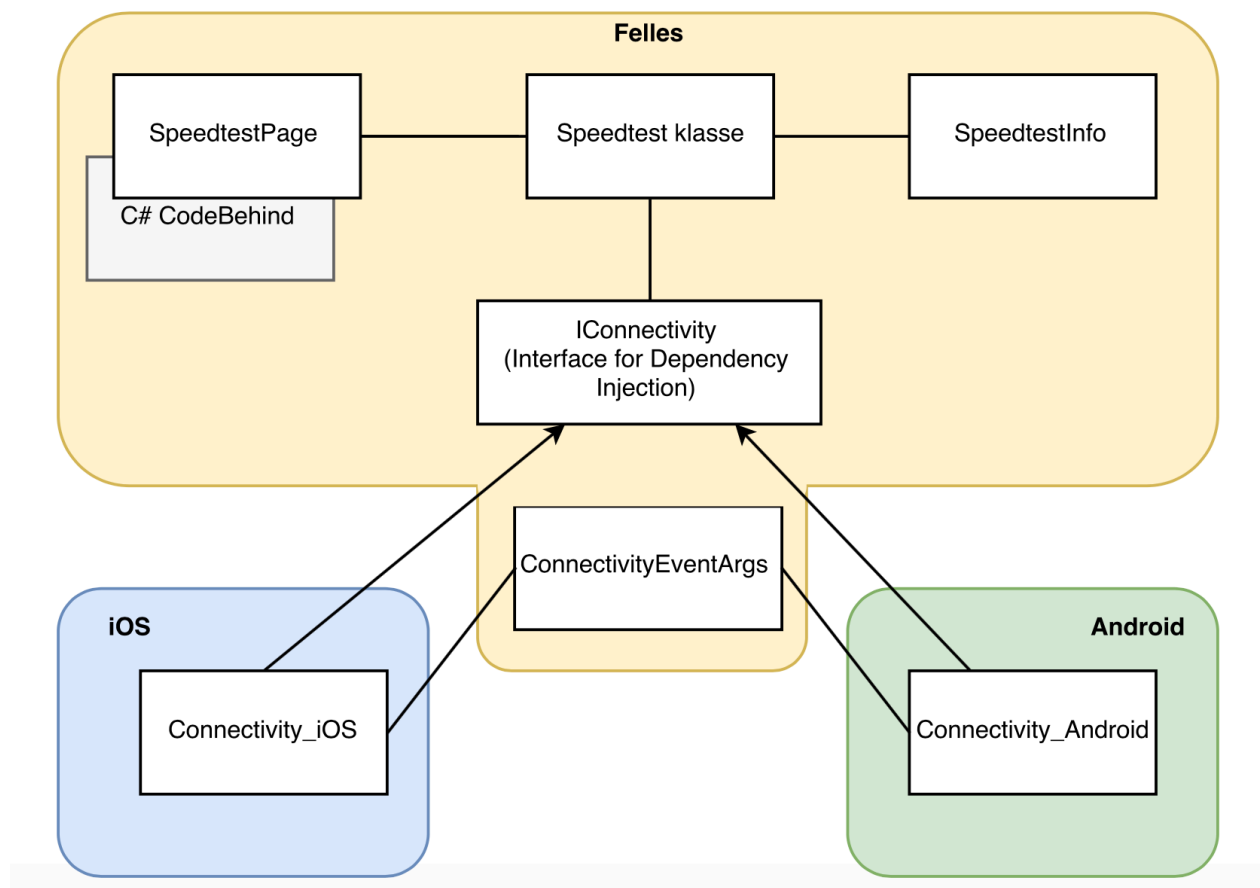 Felles
SpeedtestPage
Speedtest klasse
SpeedtestInfo
C# CodeBehind
IConnectivity
(Interface for Dependency
Injection)
ConnectivityEventArgs
iOS
Android
Connectivity_iOS
Connectivity_Android